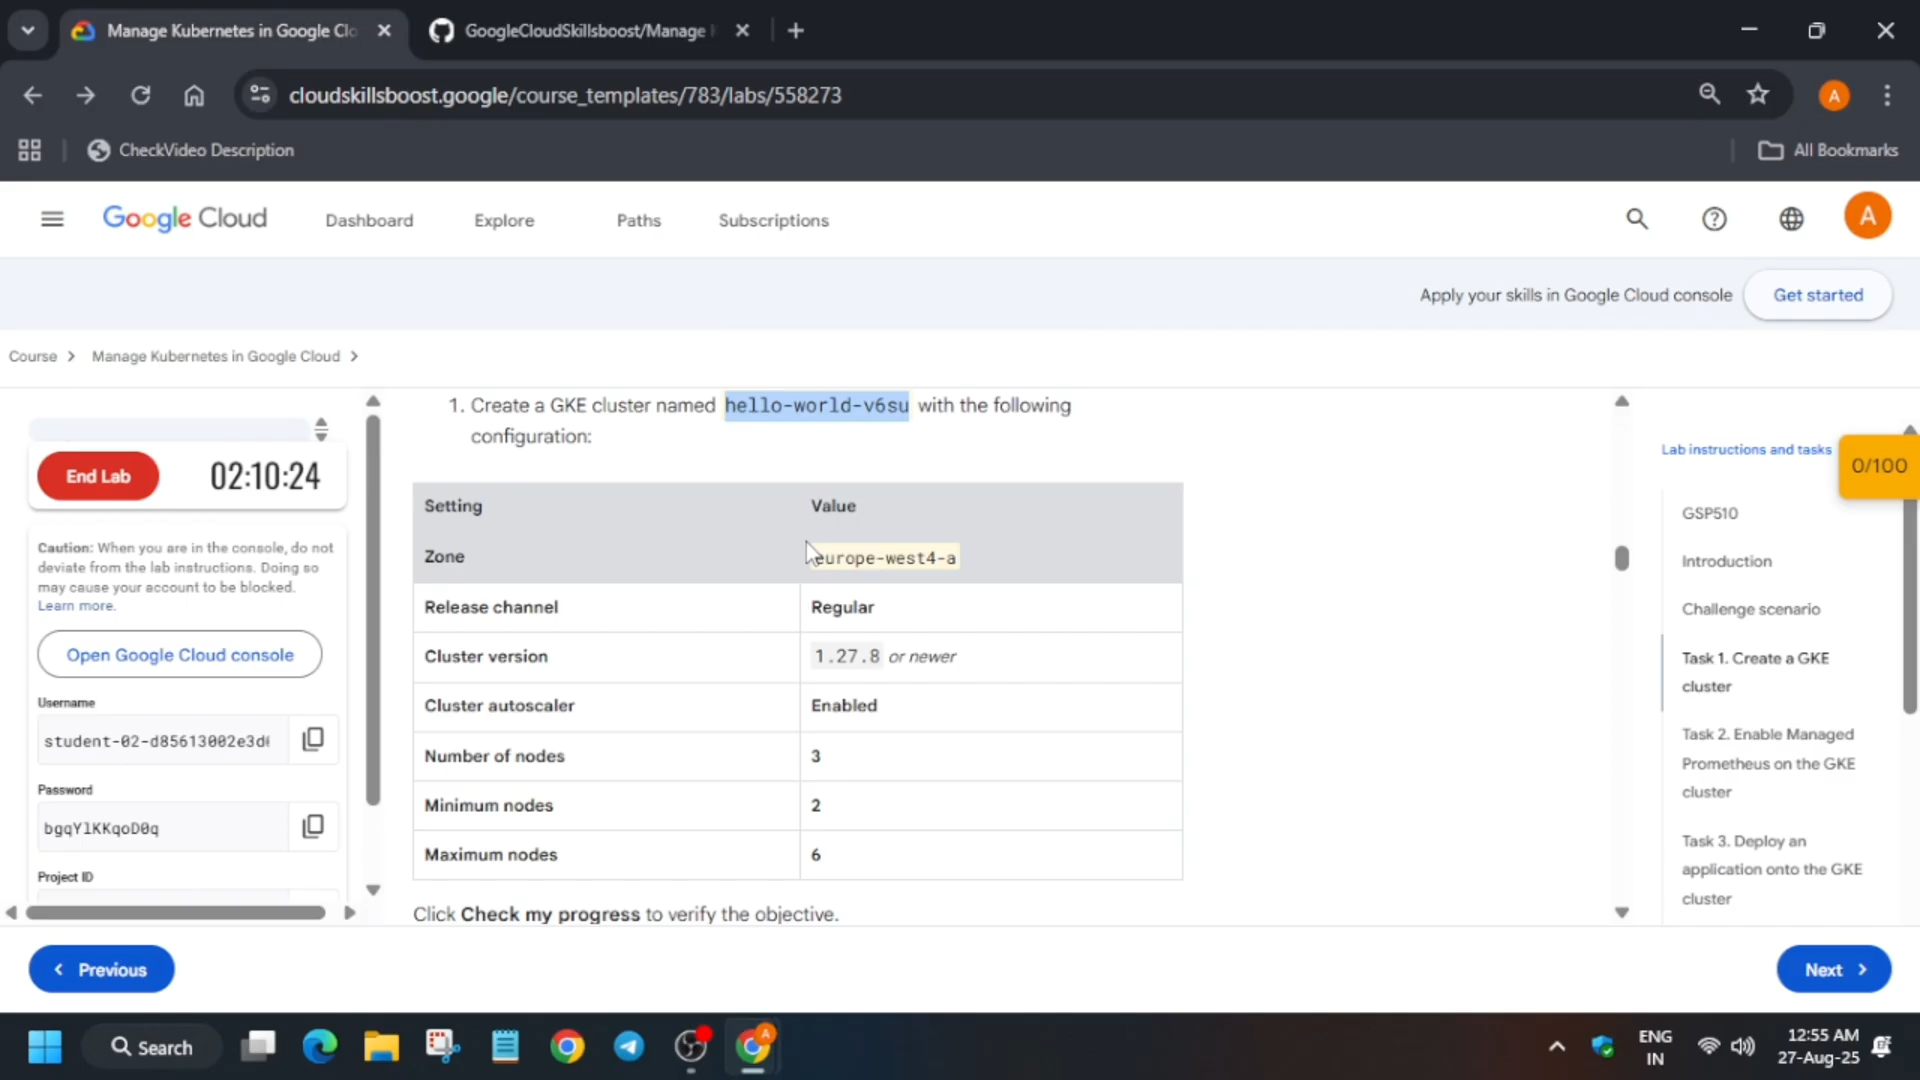 Manage Kubernetes in Google Clo
GoogleCloudSkillsboost/Manage K
cloudskillsboost.google/course_templates/783/labs/558273
A
CheckVideo Description
All Bookmarks
Google Cloud
Dashboard
Explore
Paths
Subscriptions
A
Apply your skills in Google Cloud console
Get started
Course
Manage Kubernetes in Google Cloud
1. Create a GKE cluster named hello-world-v6su with the following
configuration:
End Lab
02:10:24
Lab instructions and tasks
0/100
Setting
Value
Zone
europe-west4-a
Release channel
Regular
Cluster version
1.27.8 or newer
Cluster autoscaler
Enabled
Number of nodes
3
Minimum nodes
2
Maximum nodes
6
Click Check my progress to verify the objective.
Caution: When you are in the console, do not
deviate from the lab instructions. Doing so
may cause your account to be blocked.
Learn more.
Open Google Cloud console
Username
student-02-d85613002e3d
Password
bgqYlKKqoD0q
Project ID
GSP510
Introduction
Challenge scenario
Task 1. Create a GKE
cluster
Task 2. Enable Managed
Prometheus on the GKE
cluster
Task 3. Deploy an
application onto the GKE
cluster
Previous
Next
Search
A
ENG
IN
12:55 AM
27-Aug-25